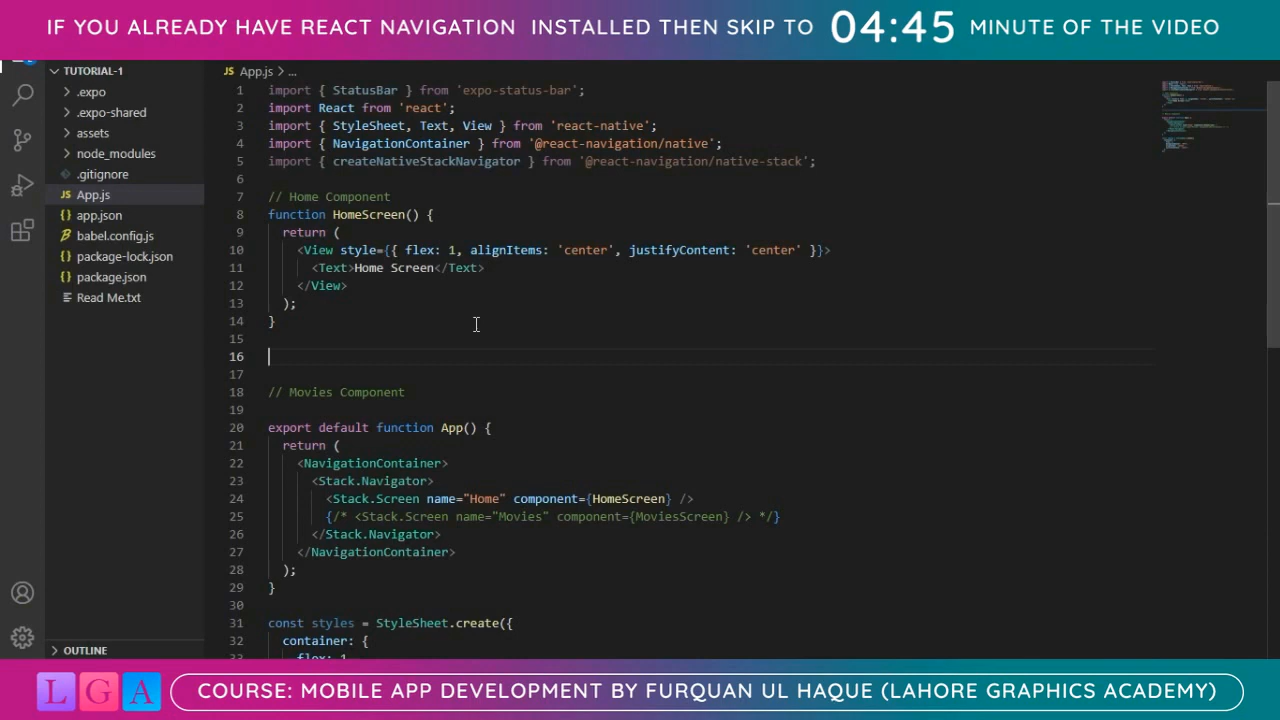 IF YOU ALREADY HAVE REACT NAVIGATION INSTALLED THEN SKIP TO 04:45 MINUTE OF THE VIDEO
TUTORIAL-1
.expo
.expo-shared
assets
node_modules
.gitignore
JS App.js
{} app.json
babel.config.js
{} package-lock.json
{} package.json
Read Me.txt
OUTLINE
JS App.js > ...
1 import { StatusBar } from 'expo-status-bar';
2 import React from 'react';
3 import { StyleSheet, Text, View } from 'react-native';
4 import { NavigationContainer } from '@react-navigation/native';
5 import { createNativeStackNavigator } from '@react-navigation/native-stack';
6
7 // Home Component
8 function HomeScreen() {
9 return (
10 <View style={{ flex: 1, alignItems: 'center', justifyContent: 'center' }}>
11 <Text>Home Screen</Text>
12 </View>
13 );
14 }
15
16
17
18 // Movies Component
19
20 export default function App() {
21 return (
22 <NavigationContainer>
23 <Stack.Navigator>
24 <Stack.Screen name="Home" component={HomeScreen} />
25 {/* <Stack.Screen name="Movies" component={MoviesScreen} /> */}
26 </Stack.Navigator>
27 </NavigationContainer>
28 );
29 }
30
31 const styles = StyleSheet.create({
32 container: {
33 flex: 1
LGA
COURSE: MOBILE APP DEVELOPMENT BY FURQUAN UL HAQUE (LAHORE GRAPHICS ACADEMY)